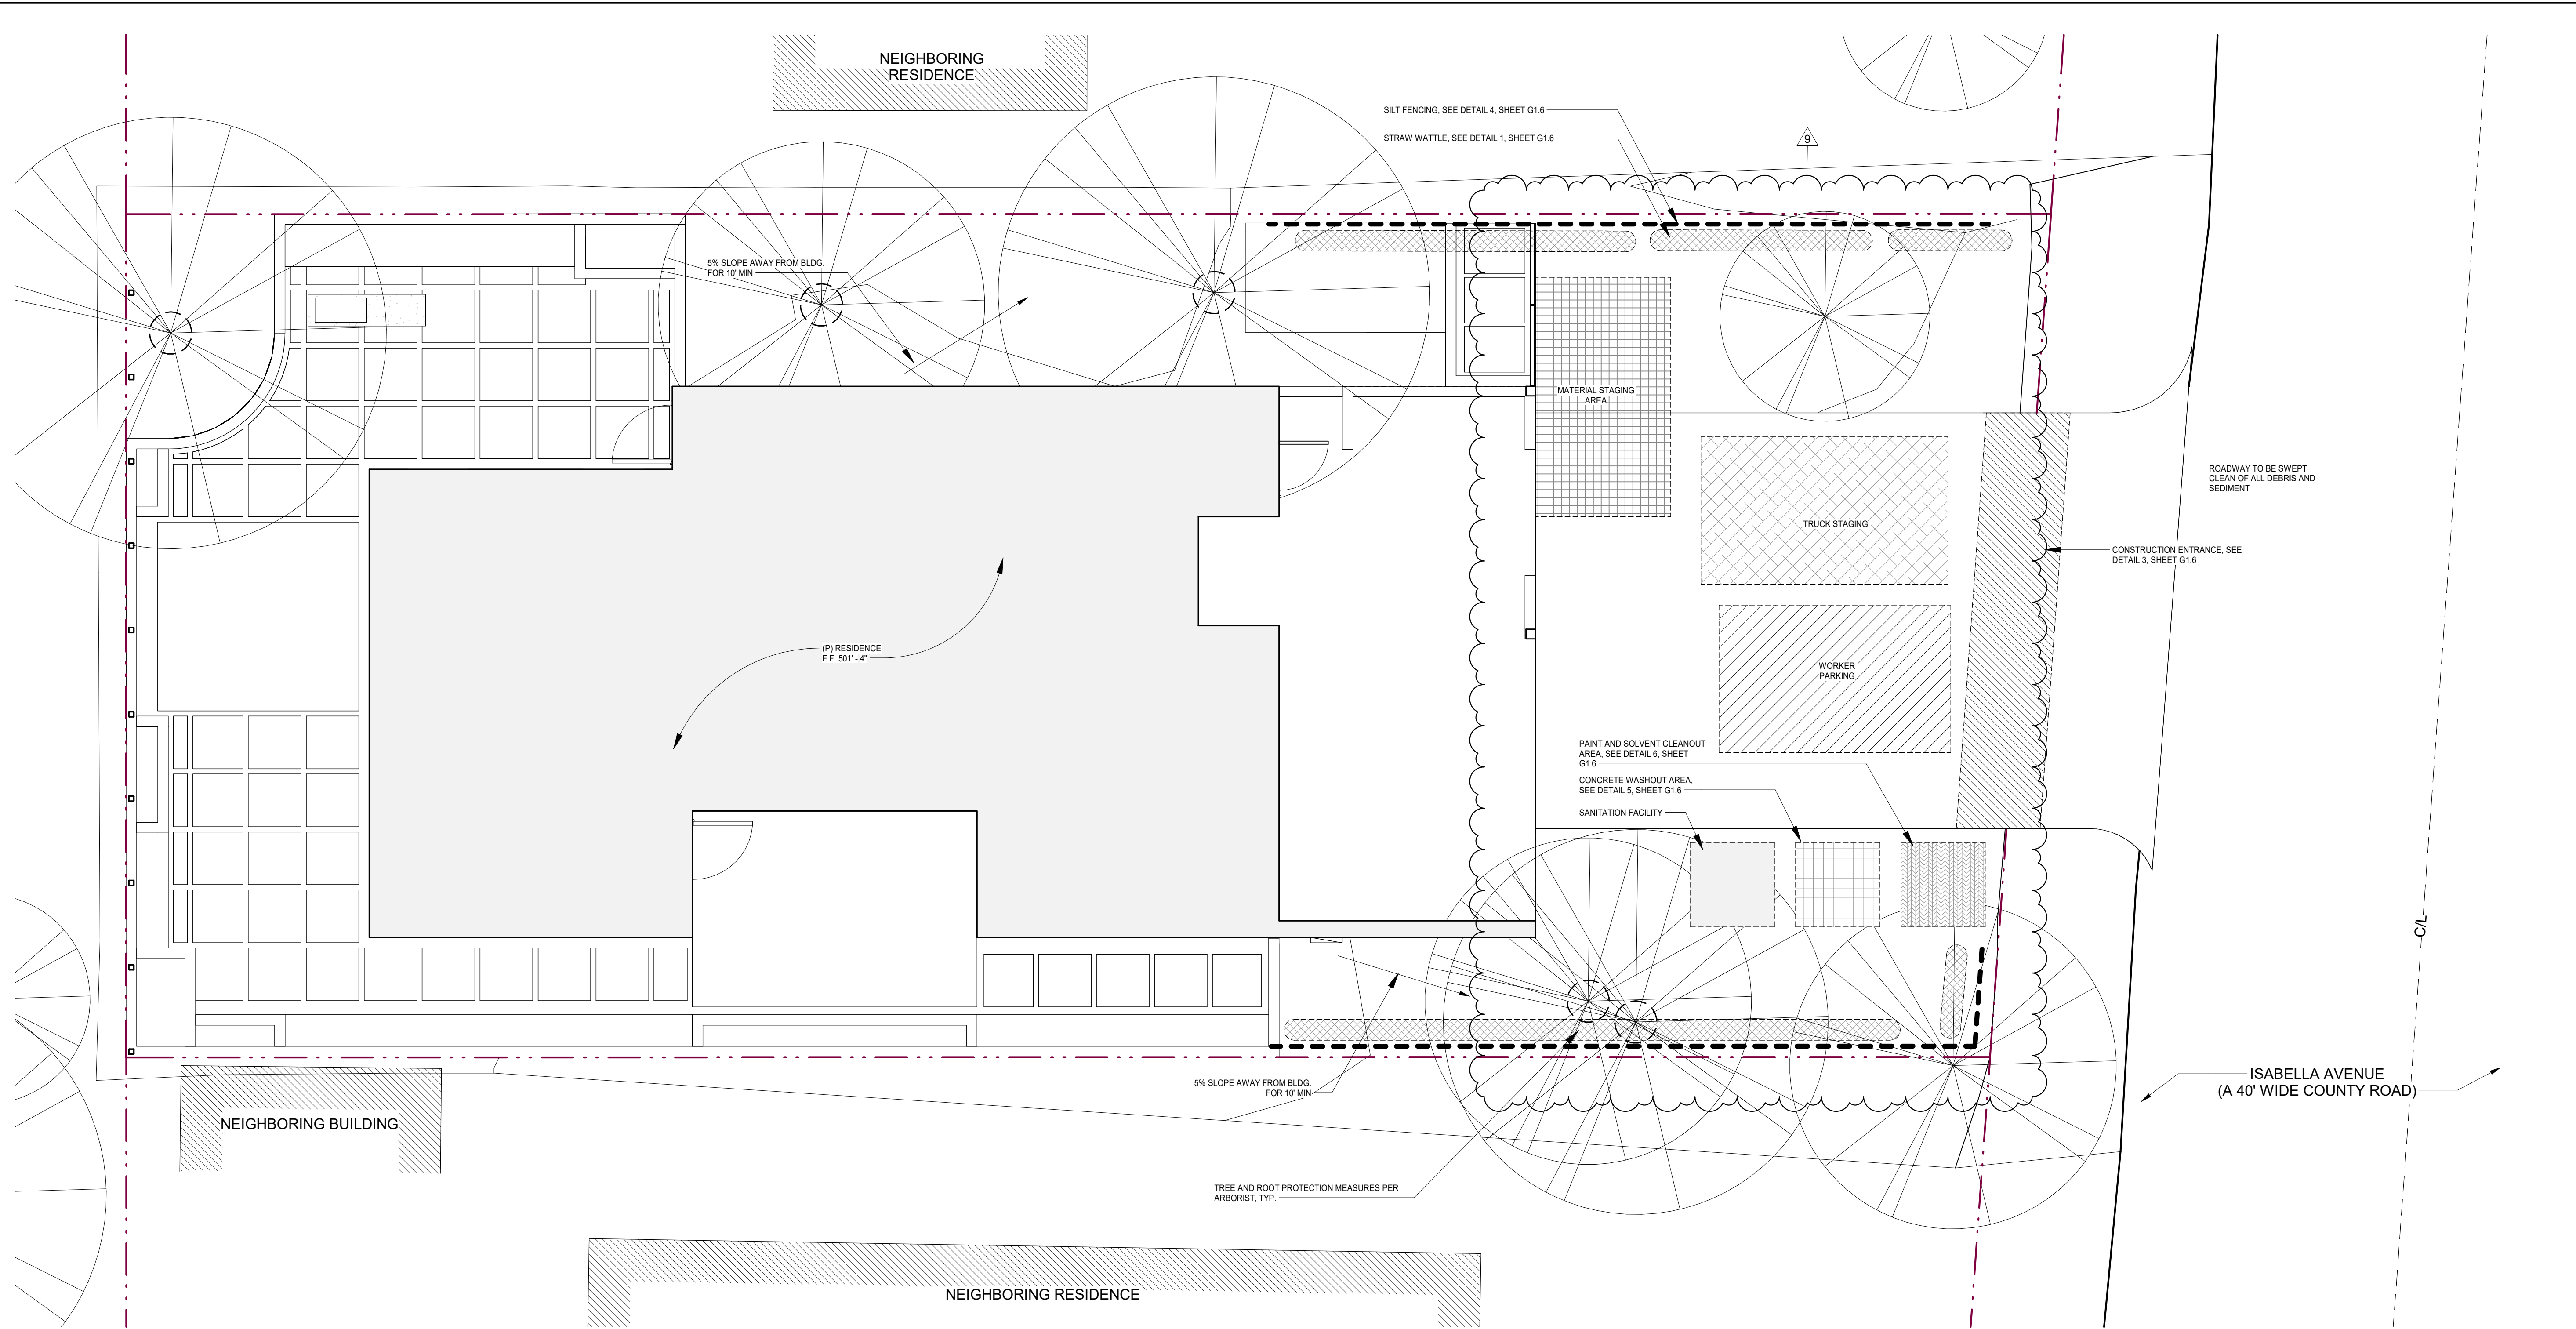 NEIGHBORING
RESIDENCE
SILT FENCING, SEE DETAIL 4, SHEET G1.6
STRAW WATTLE, SEE DETAIL 1, SHEET G1.6
9
5% SLOPE AWAY FROM BLDG.
FOR 10' MIN
MATERIAL STAGING
AREA
TRUCK STAGING
ROADWAY TO BE SWEPT
CLEAN OF ALL DEBRIS AND
SEDIMENT
CONSTRUCTION ENTRANCE, SEE
DETAIL 3, SHEET G1.6
(P) RESIDENCE
F.F. 501' - 4"
WORKER
PARKING
PAINT AND SOLVENT CLEANOUT
AREA, SEE DETAIL 6, SHEET
G1.6
CONCRETE WASHOUT AREA,
SEE DETAIL 5, SHEET G1.6
SANITATION FACILITY
C/L
5% SLOPE AWAY FROM BLDG.
FOR 10' MIN
ISABELLA AVENUE
(A 40' WIDE COUNTY ROAD)
NEIGHBORING BUILDING
TREE AND ROOT PROTECTION MEASURES PER
ARBORIST, TYP.
NEIGHBORING RESIDENCE